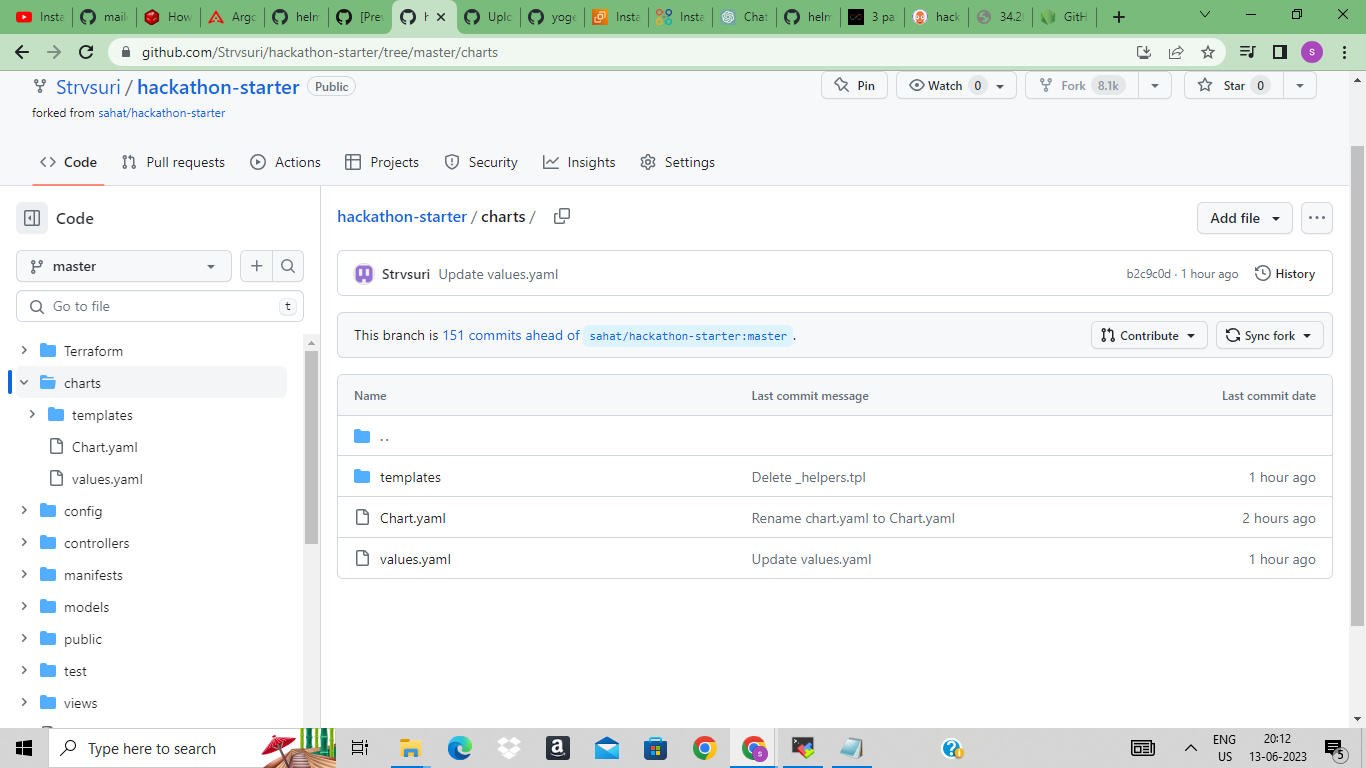 Insta
mail
How
Argo
helm
[Prev
h
Uplc
yoge
Insta
Insta
Chat
helm
3 pa
hack
34.2
GitH
github.com/Strvsuri/hackathon-starter/tree/master/charts
s
Strvsuri / hackathon-starter Public
Pin
Watch 0
Fork 8.1k
Star 0
forked from sahat/hackathon-starter
Code
Pull requests
Actions
Projects
Security
Insights
Settings
Code
master
Go to file t
Terraform
charts
templates
Chart.yaml
values.yaml
config
controllers
manifests
models
public
test
views
hackathon-starter / charts /
Add file
Strvsuri Update values.yaml
b2c9c0d · 1 hour ago
History
This branch is 151 commits ahead of sahat/hackathon-starter:master .
Contribute
Sync fork
Name Last commit message Last commit date
..
templates Delete _helpers.tpl 1 hour ago
Chart.yaml Rename chart.yaml to Chart.yaml 2 hours ago
values.yaml Update values.yaml 1 hour ago
Type here to search
ENG
US
20:12
13-06-2023
5